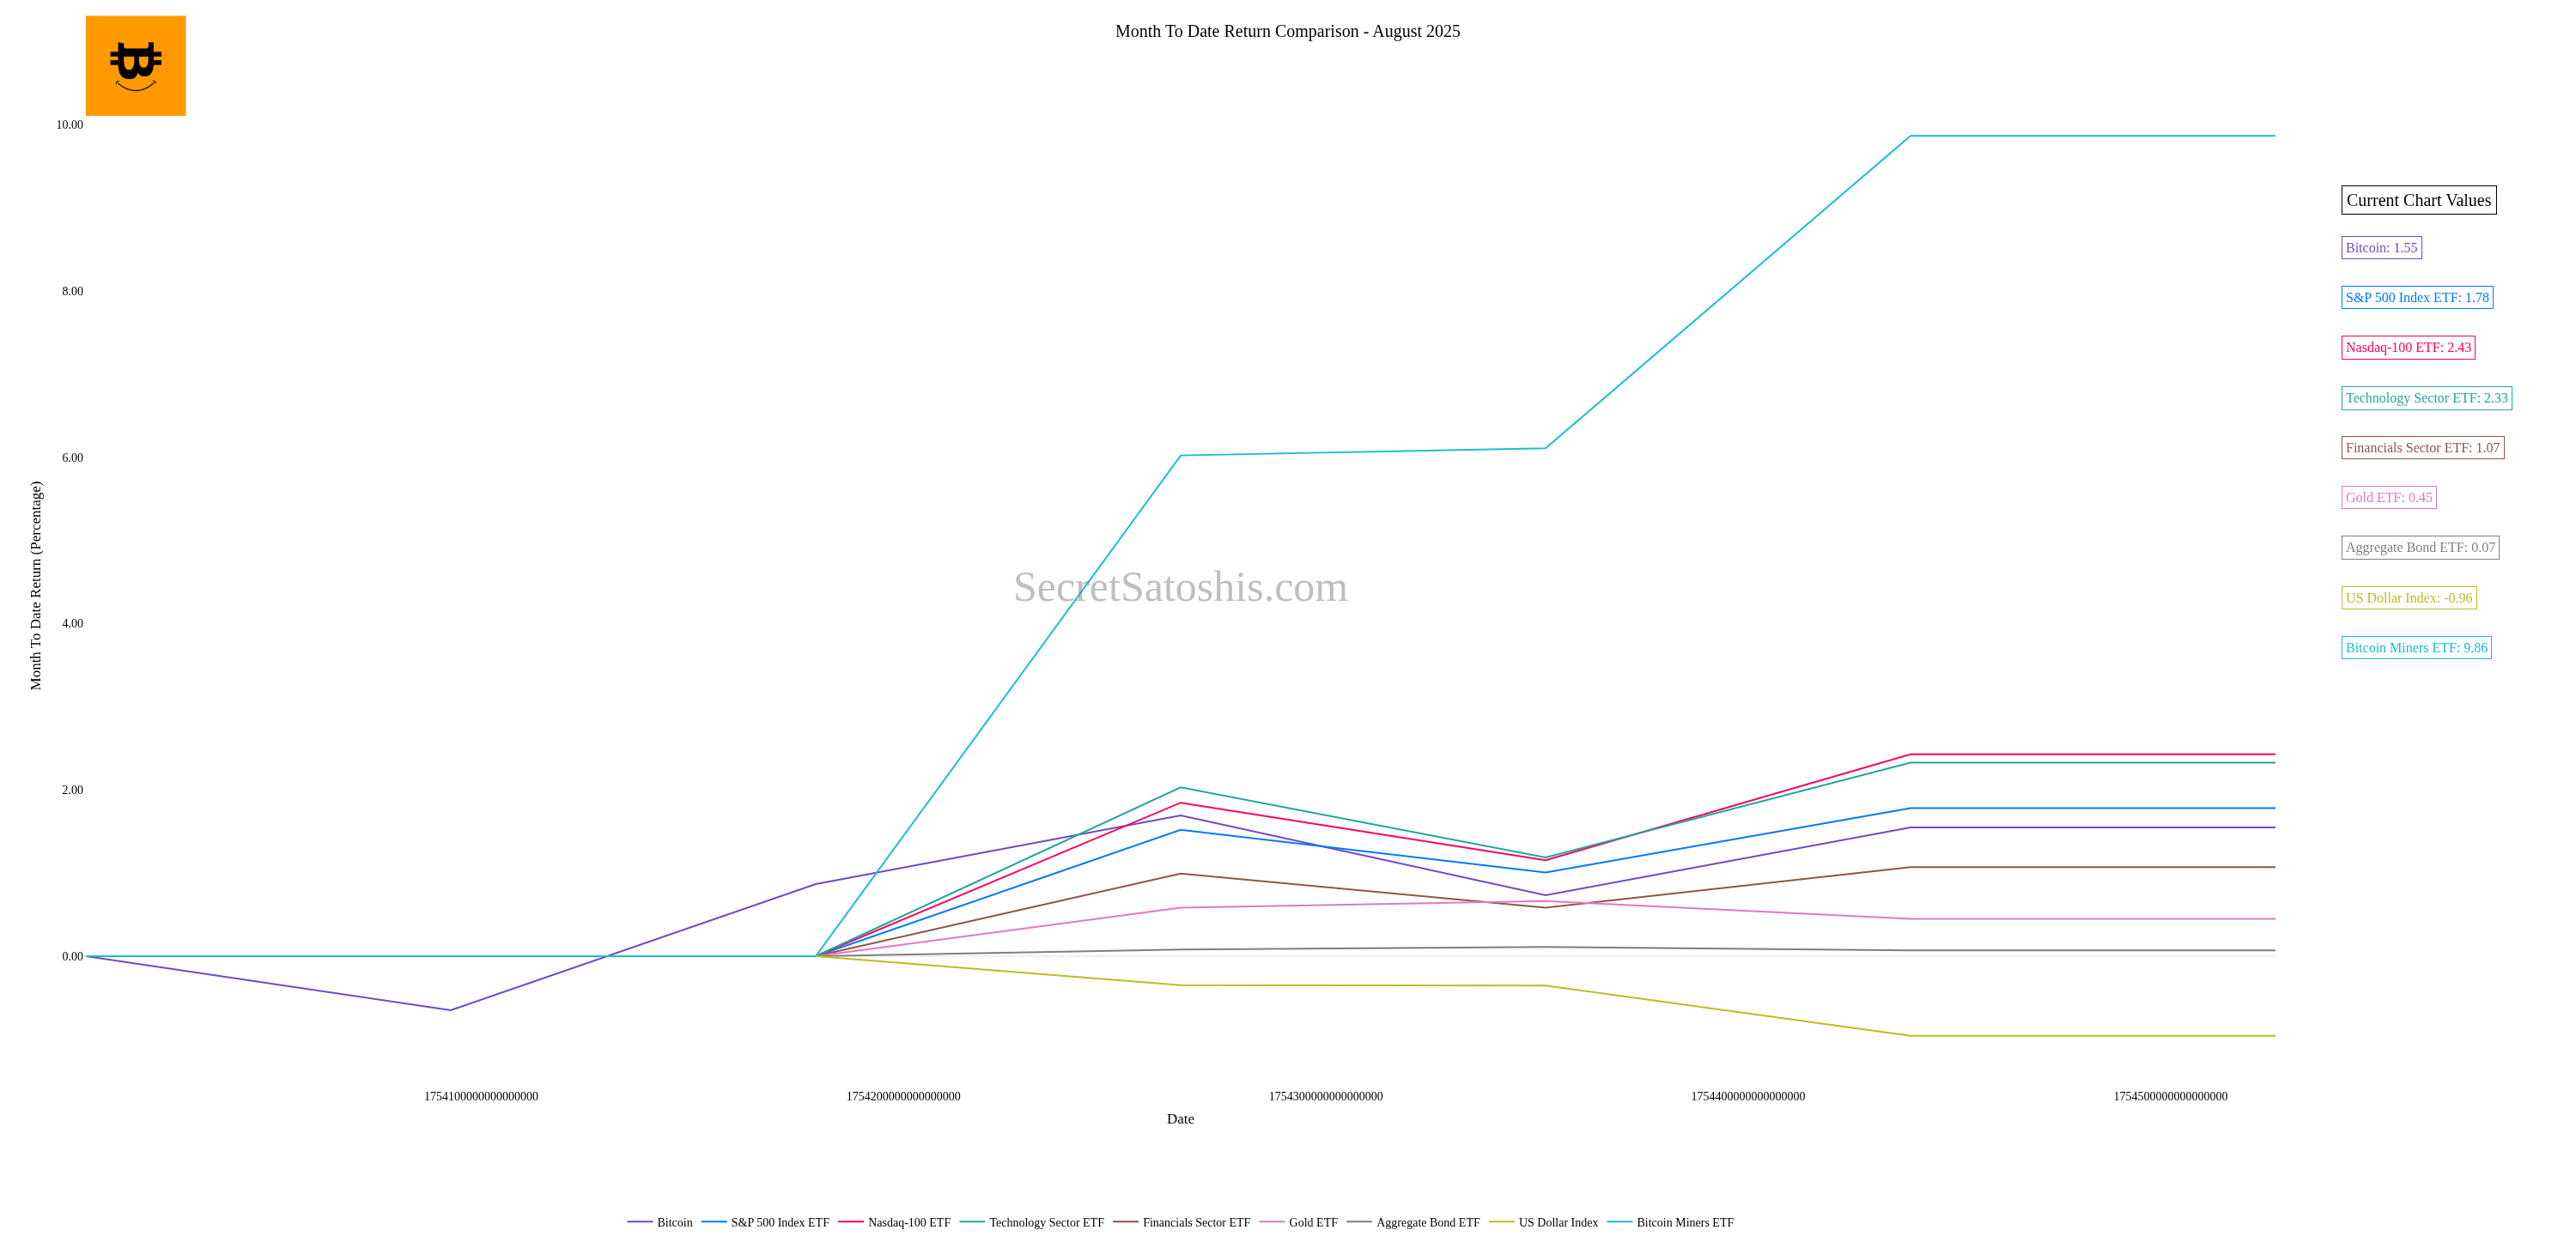 Month To Date Return Comparison - August 2025
10.00
8.00
6.00
4.00
2.00
0.00
Month To Date Return (Percentage)
SecretSatoshis.com
Current Chart Values
Bitcoin: 1.55
S&P 500 Index ETF: 1.78
Nasdaq-100 ETF: 2.43
Technology Sector ETF: 2.33
Financials Sector ETF: 1.07
Gold ETF: 0.45
Aggregate Bond ETF: 0.07
US Dollar Index: -0.96
Bitcoin Miners ETF: 9.86
1754100000000000000 1754200000000000000 1754300000000000000 1754400000000000000 1754500000000000000
Date
Bitcoin S&P 500 Index ETF Nasdaq-100 ETF Technology Sector ETF Financials Sector ETF Gold ETF Aggregate Bond ETF US Dollar Index Bitcoin Miners ETF